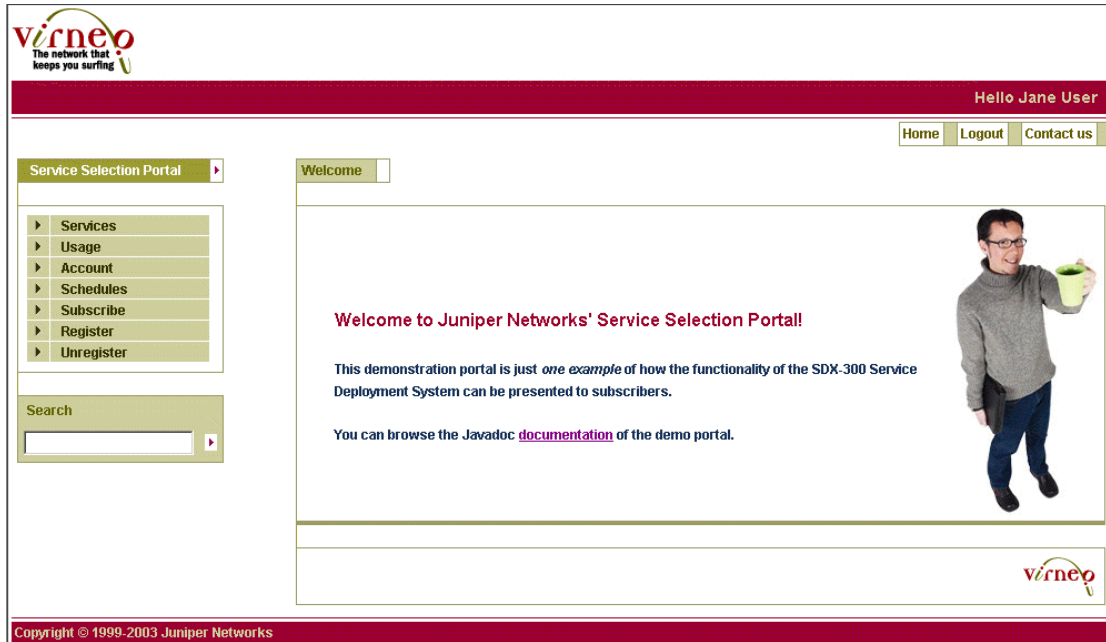 virneo
The network that
keeps you surfing
Hello Jane User
Home Logout Contact us
Service Selection Portal
Welcome
Services
Usage
Account
Schedules
Subscribe
Register
Unregister
Search
Welcome to Juniper Networks' Service Selection Portal!
This demonstration portal is just one example of how the functionality of the SDX-300 Service
Deployment System can be presented to subscribers.
You can browse the Javadoc documentation of the demo portal.
virneo
Copyright © 1999-2003 Juniper Networks